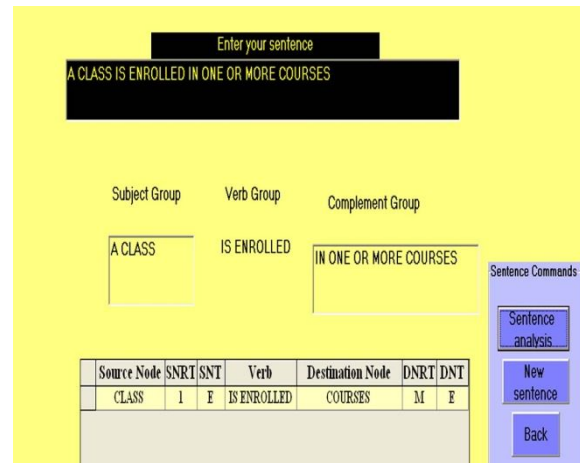 Enter your sentence
A CLASS IS ENROLLED IN ONE OR MORE COURSES
Subject Group Verb Group Complement Group
A CLASS IS ENROLLED IN ONE OR MORE COURSES
Sentence Commands
Sentence
analysis
New
sentence
Back
Source Node SNRT SNT Verb Destination Node DNRT DNT
CLASS 1 E IS ENROLLED COURSES M E